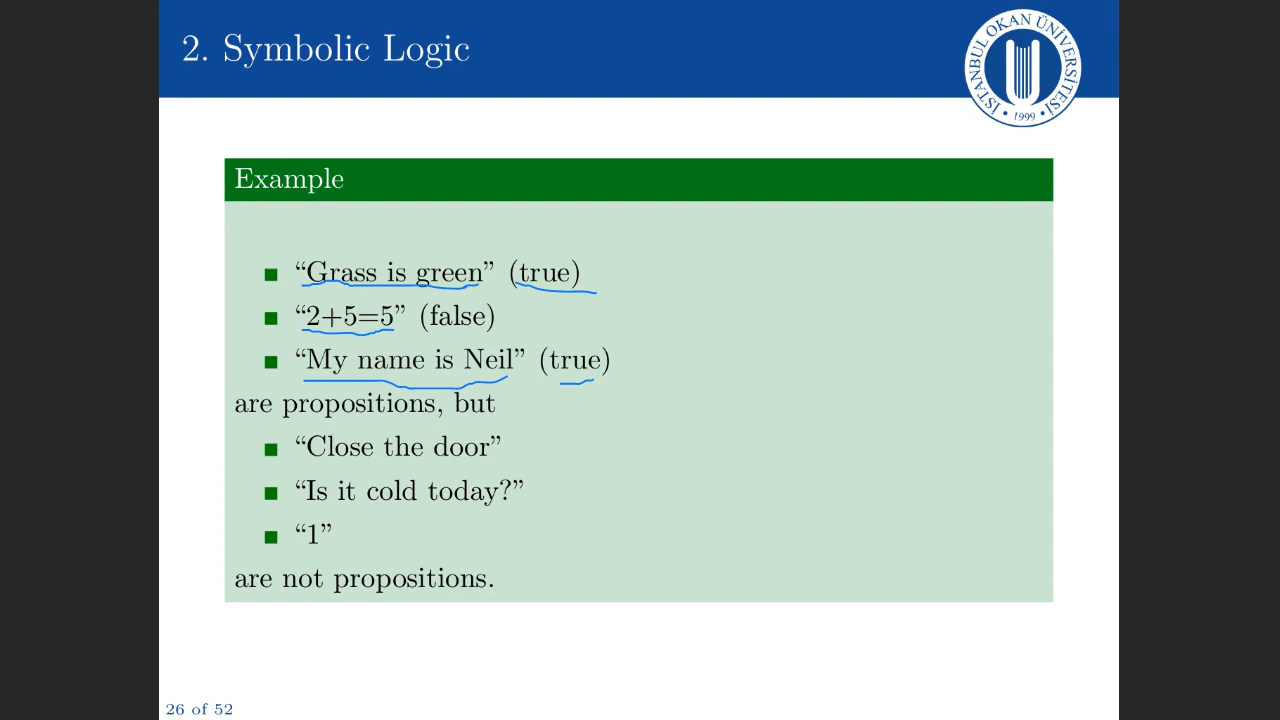 2. Symbolic Logic
İSTANBUL OKAN ÜNİVERSİTESİ
• 1999 •
Example
“Grass is green” (true)
“2+5=5” (false)
“My name is Neil” (true)
are propositions, but
“Close the door”
“Is it cold today?”
“1”
are not propositions.
26 of 52